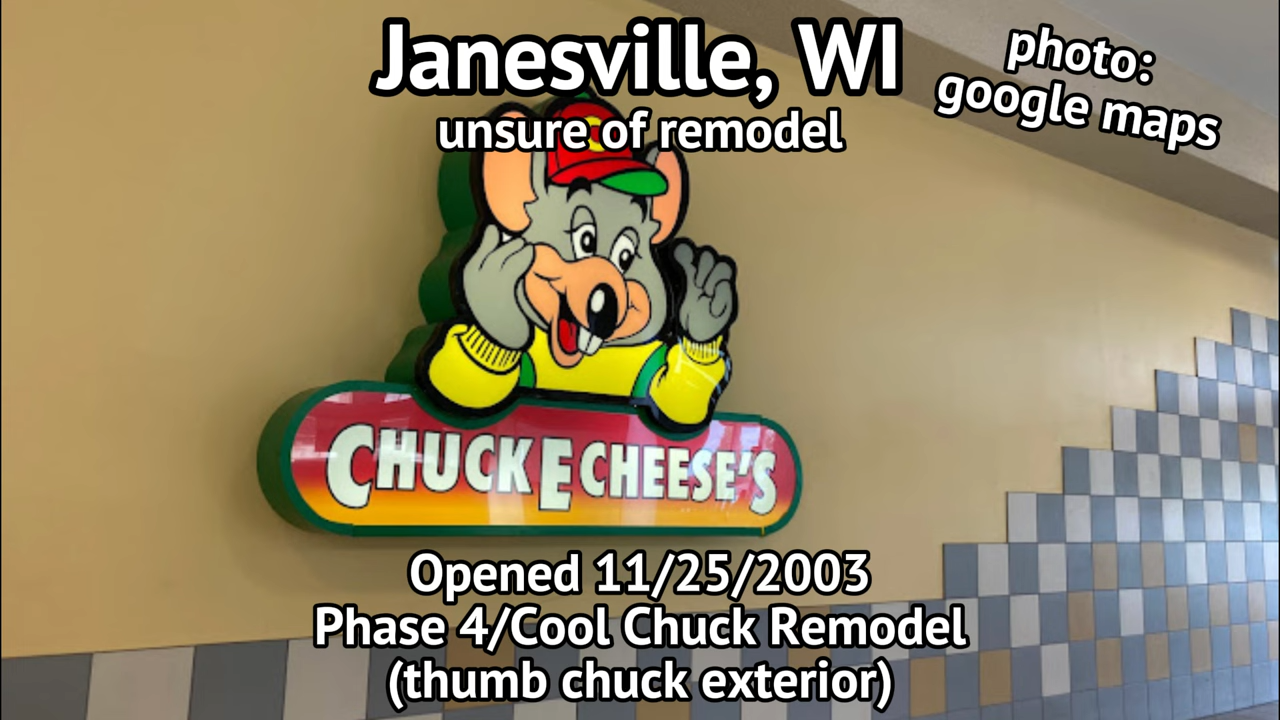 Janesville, WI
unsure of remodel
photo:
google maps
C
CHUCK E CHEESE'S
Opened 11/25/2003
Phase 4/Cool Chuck Remodel
(thumb chuck exterior)